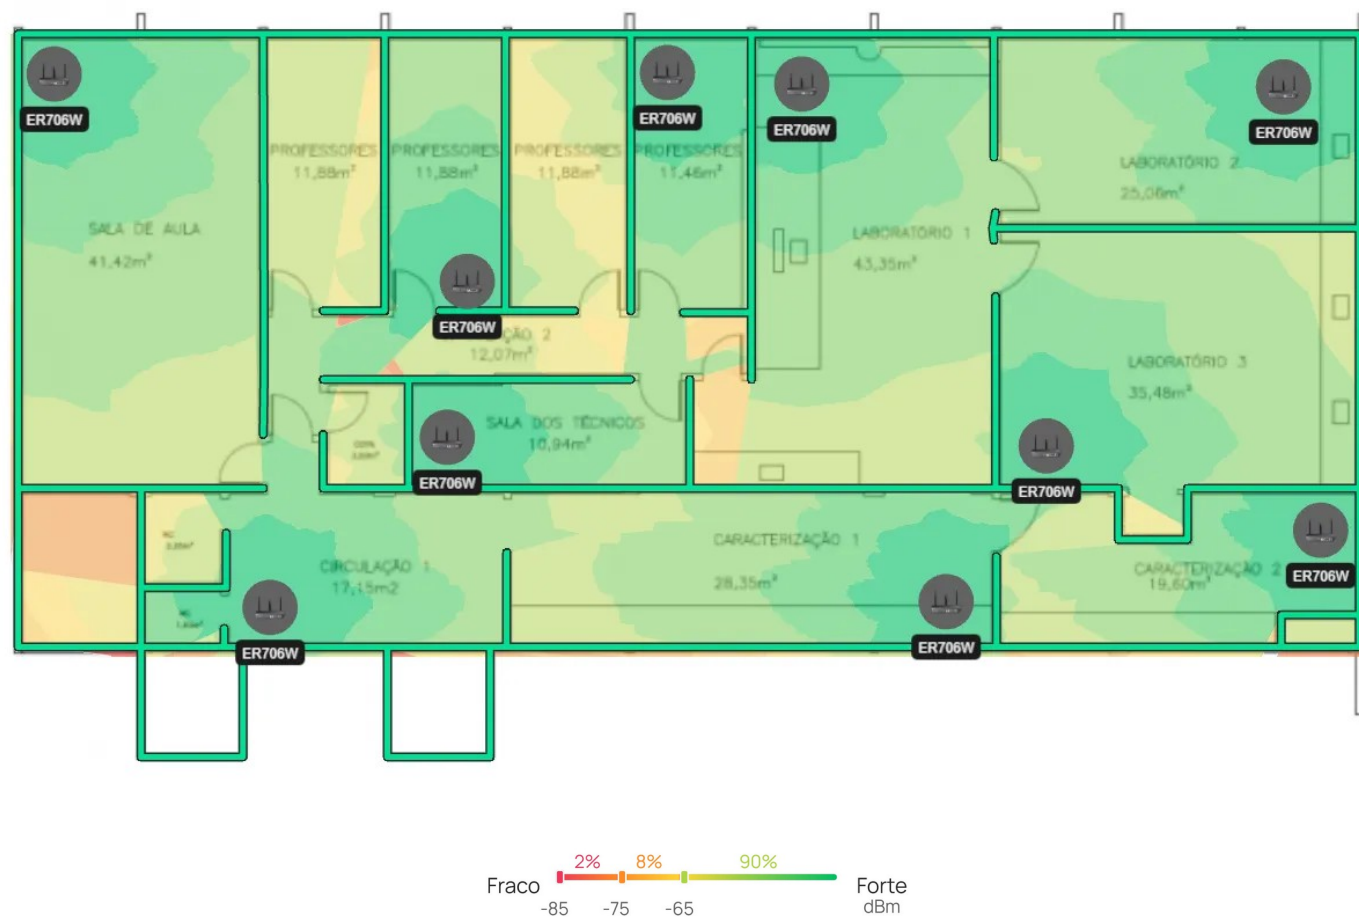 ER706W
ER706W
ER706W
ER706W
PROFESSORES
11,88m²
PROFESSORES
11,88m²
PROFESSORES
11,88m²
PROFESSORES
11,46m²
LABORATÓRIO 2
25,06m²
SALA DE AULA
41,42m²
LABORATÓRIO 1
43,35m²
ER706W
ÇÃO 2
12,07m²
LABORATÓRIO 3
35,48m²
SALA DOS TÉCNICOS
10,94m²
ER706W
ER706W
CARACTERIZAÇÃO 1
28,35m²
CIRCULAÇÃO 1
17,15m2
CARACTERIZAÇÃO 2
19,60m²
ER706W
ER706W
ER706W
2% 8% 90%
Fraco Forte
-85 -75 -65 dBm